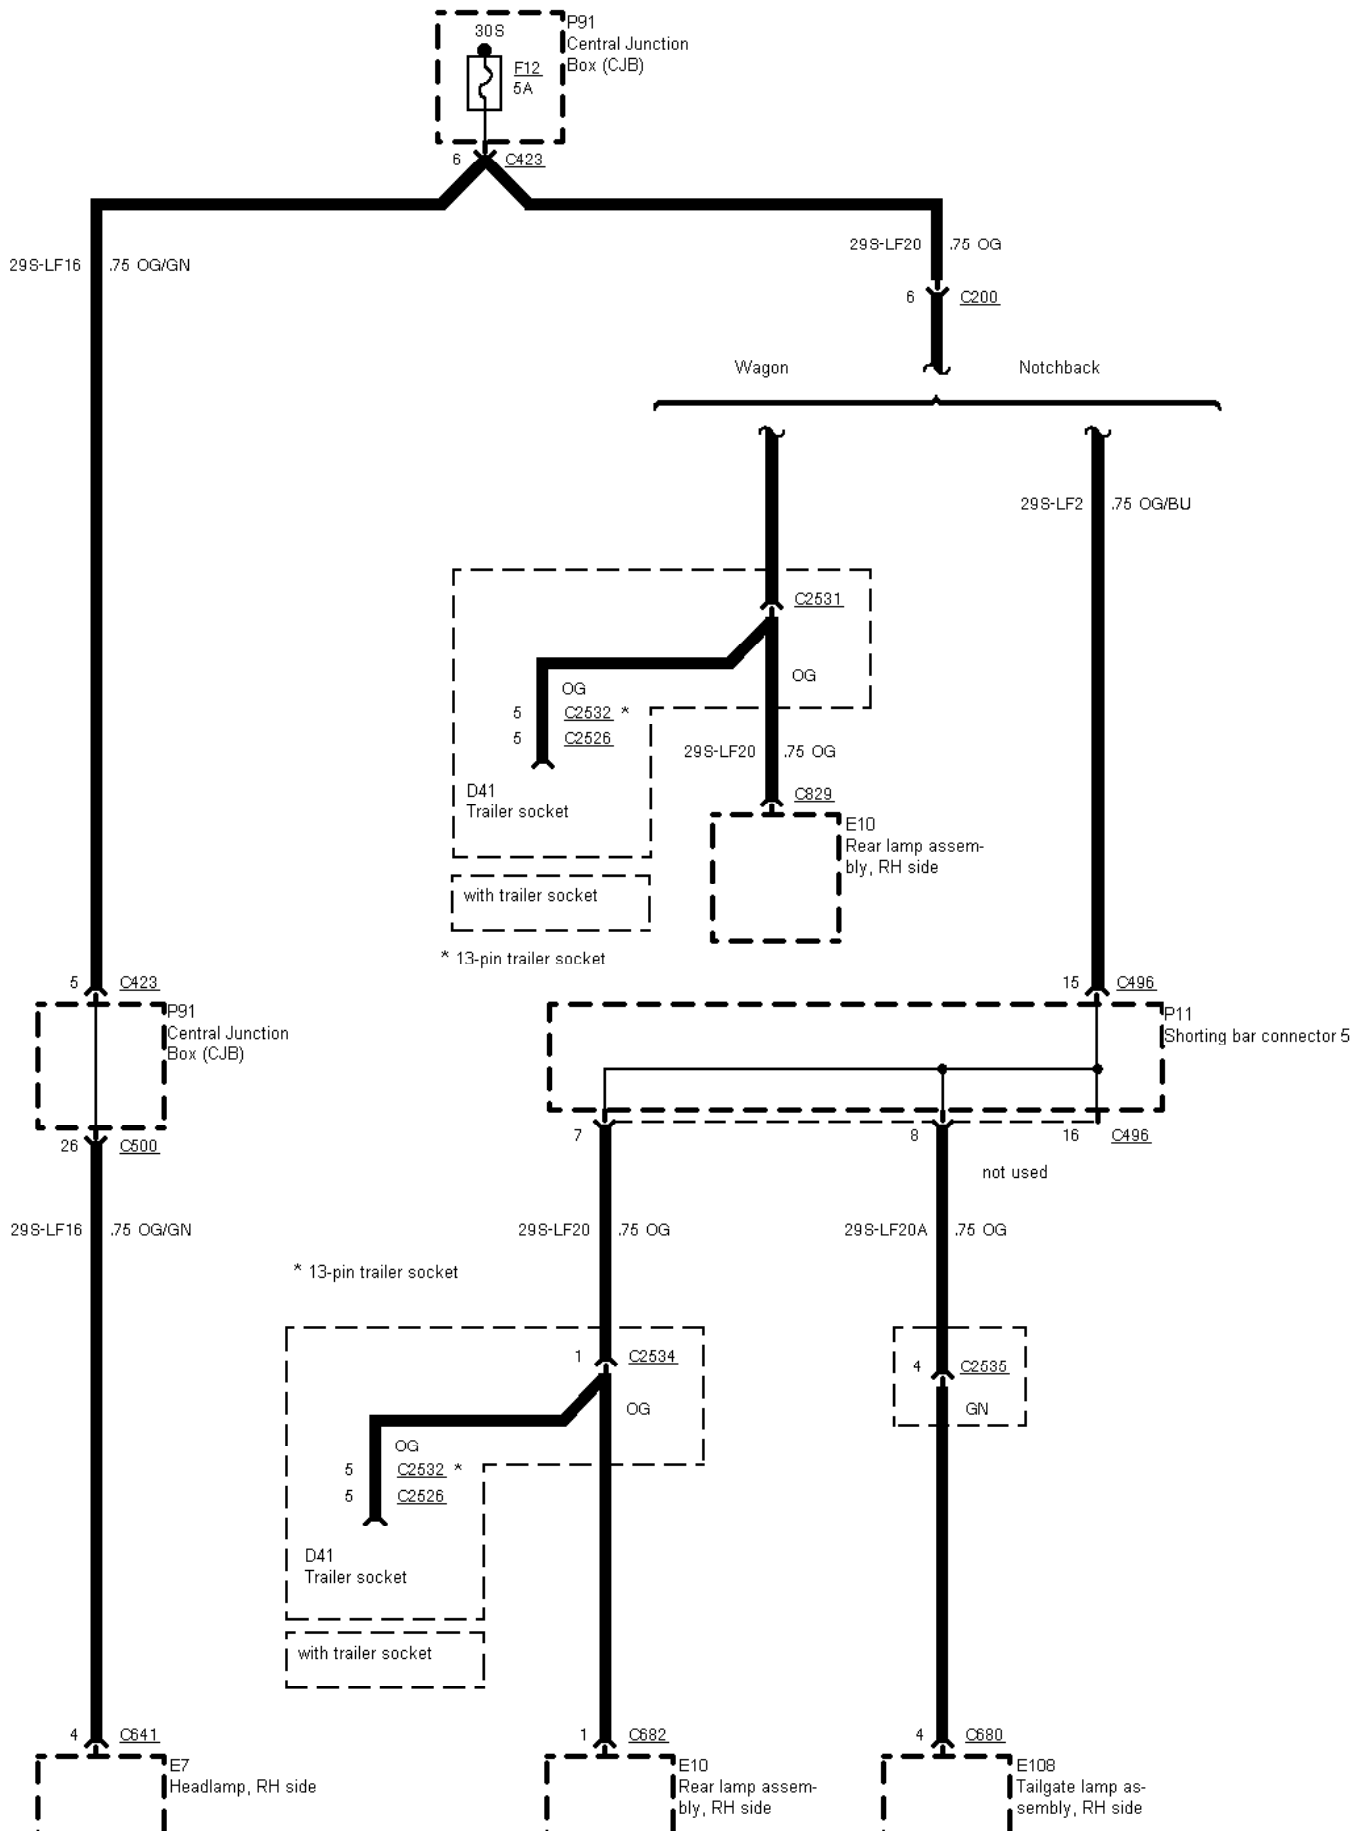 30S
P91
Central Junction
Box (CJB)
F12
5A
6 C423
29S-LF16 .75 OG/GN
29S-LF20 .75 OG
6 C200
Wagon
Notchback
29S-LF2 .75 OG/BU
C2531
OG
OG
5 C2532 *
5 C2526
29S-LF20 .75 OG
D41
Trailer socket
C829
E10
Rear lamp assem-
bly, RH side
with trailer socket
* 13-pin trailer socket
5 C423
P91
Central Junction
Box (CJB)
15 C496
P11
Shorting bar connector 5
26 C500
7
8
16 C496
not used
29S-LF16 .75 OG/GN
29S-LF20 .75 OG
29S-LF20A .75 OG
* 13-pin trailer socket
1 C2534
4 C2535
OG
GN
OG
5 C2532 *
5 C2526
D41
Trailer socket
with trailer socket
4 C641
1 C682
4 C680
E7
Headlamp, RH side
E10
Rear lamp assem-
bly, RH side
E108
Tailgate lamp as-
sembly, RH side